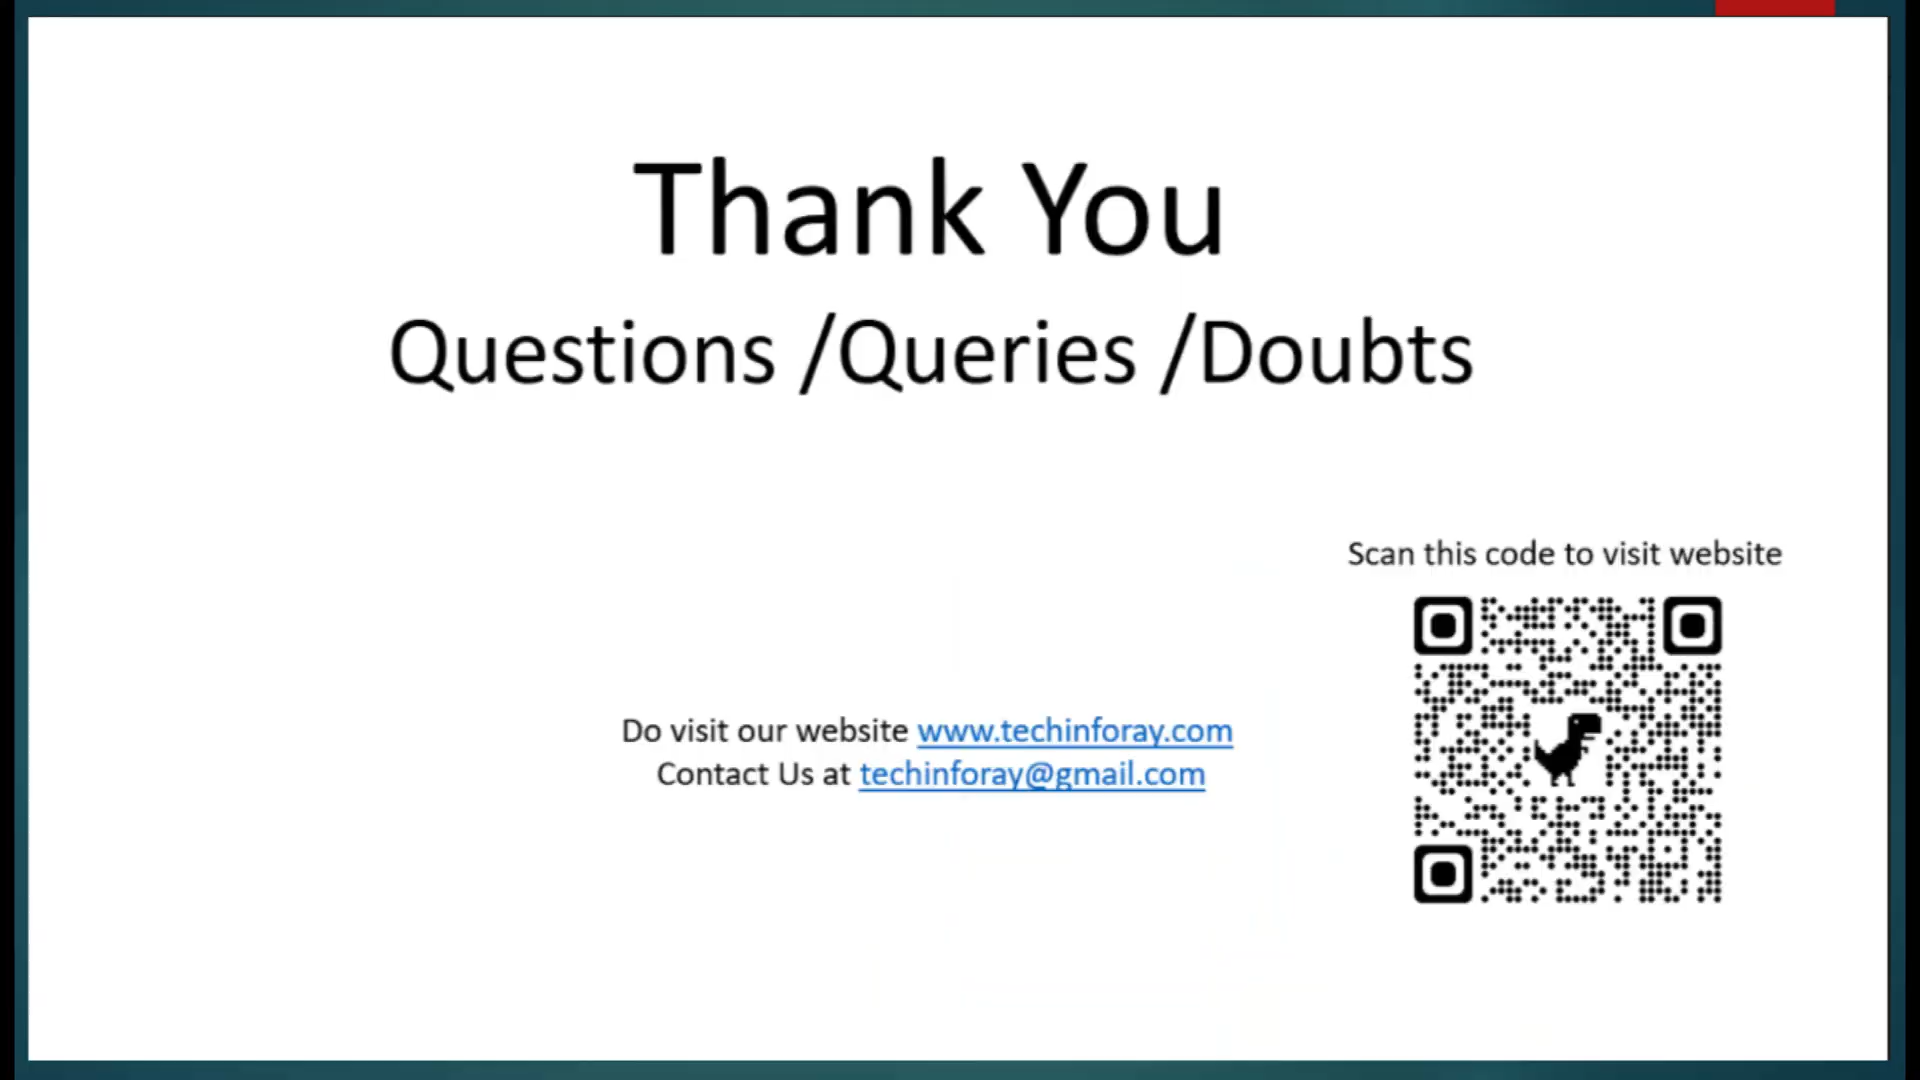 Thank You
Questions /Queries /Doubts
Scan this code to visit website
Do visit our website www.techinforay.com
Contact Us at techinforay@gmail.com